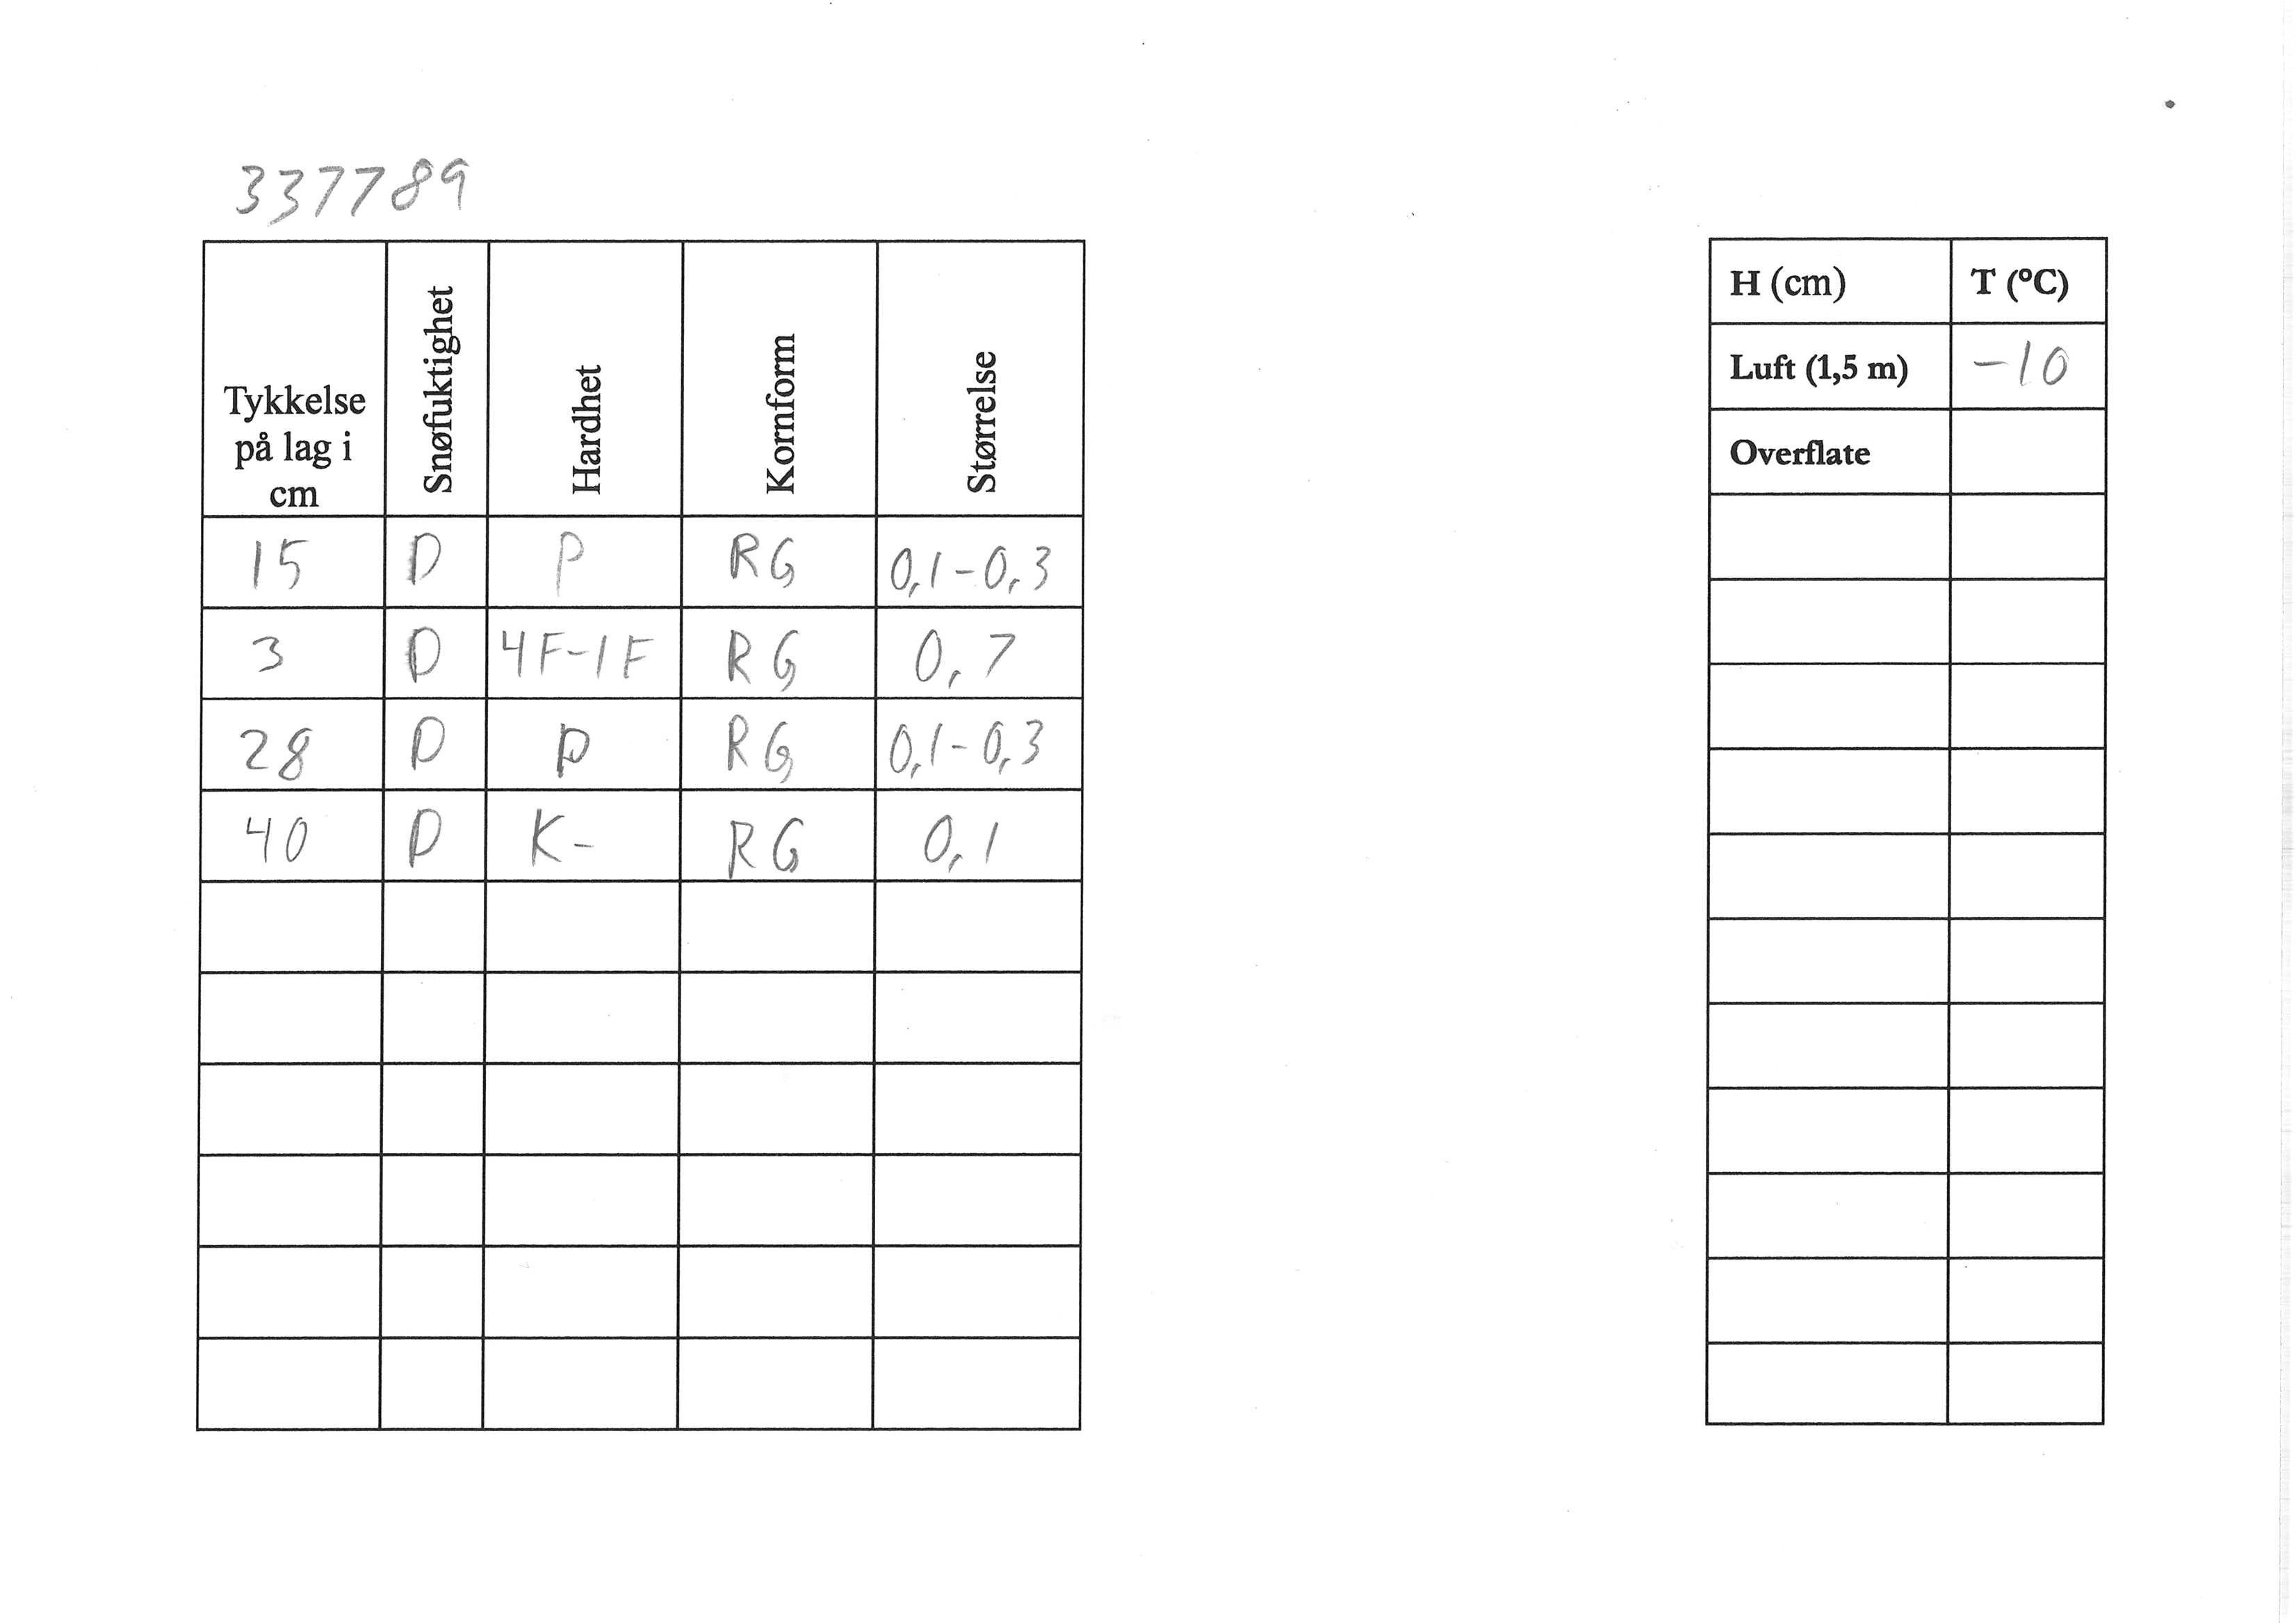 337789
Tykkelse på lag i cm Snøfuktighet Hardhet Kornform Størrelse
15 D P RG 0,1-0,3
3 D 4F-1F RG 0,7
28 D P RG 0,1-0,3
40 D K- RG 0,1
H (cm) T (°C)
Luft (1,5 m) -10
Overflate